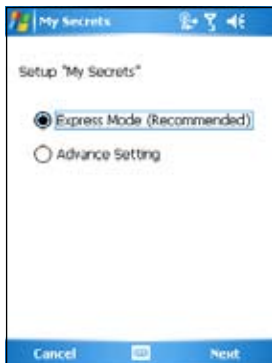 My Secrets
Setup "My Secrets"
Express Mode (Recommended)
Advance Setting
Cancel
Next